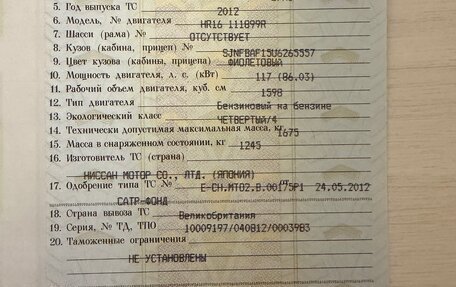 5. Год выпуска ТС
2012
6. Модель, № двигателя HR16 111899R
7. Шасси (рама) № ОТСУТСТВУЕТ
8. Кузов (кабина, прицеп) № SJNFBAF15U6265557
9. Цвет кузова (кабины, прицепа) ФИОЛЕТОВЫЙ
10. Мощность двигателя, л. с. (кВт) 117 (86.03)
11. Рабочий объем двигателя, куб. см 1598
12. Тип двигателя Бензиновый на бензине
13. Экологический класс ЧЕТВЕРТЫЙ/4
14. Технически допустимая максимальная масса, кг 1675
15. Масса в снаряженном состоянии, кг 1245
16. Изготовитель ТС (страна)
НИССАН МОТОР СО., ЛТД. (ЯПОНИЯ)
17. Одобрение типа ТС № E-CH.MT02.B.00175P1 от 24.05.2012
САТР-ФОНД
18. Страна вывоза ТС Великобритания
19. Серия, № ТД, ТПО 10009197/040812/0003983
20. Таможенные ограничения
НЕ УСТАНОВЛЕНЫ